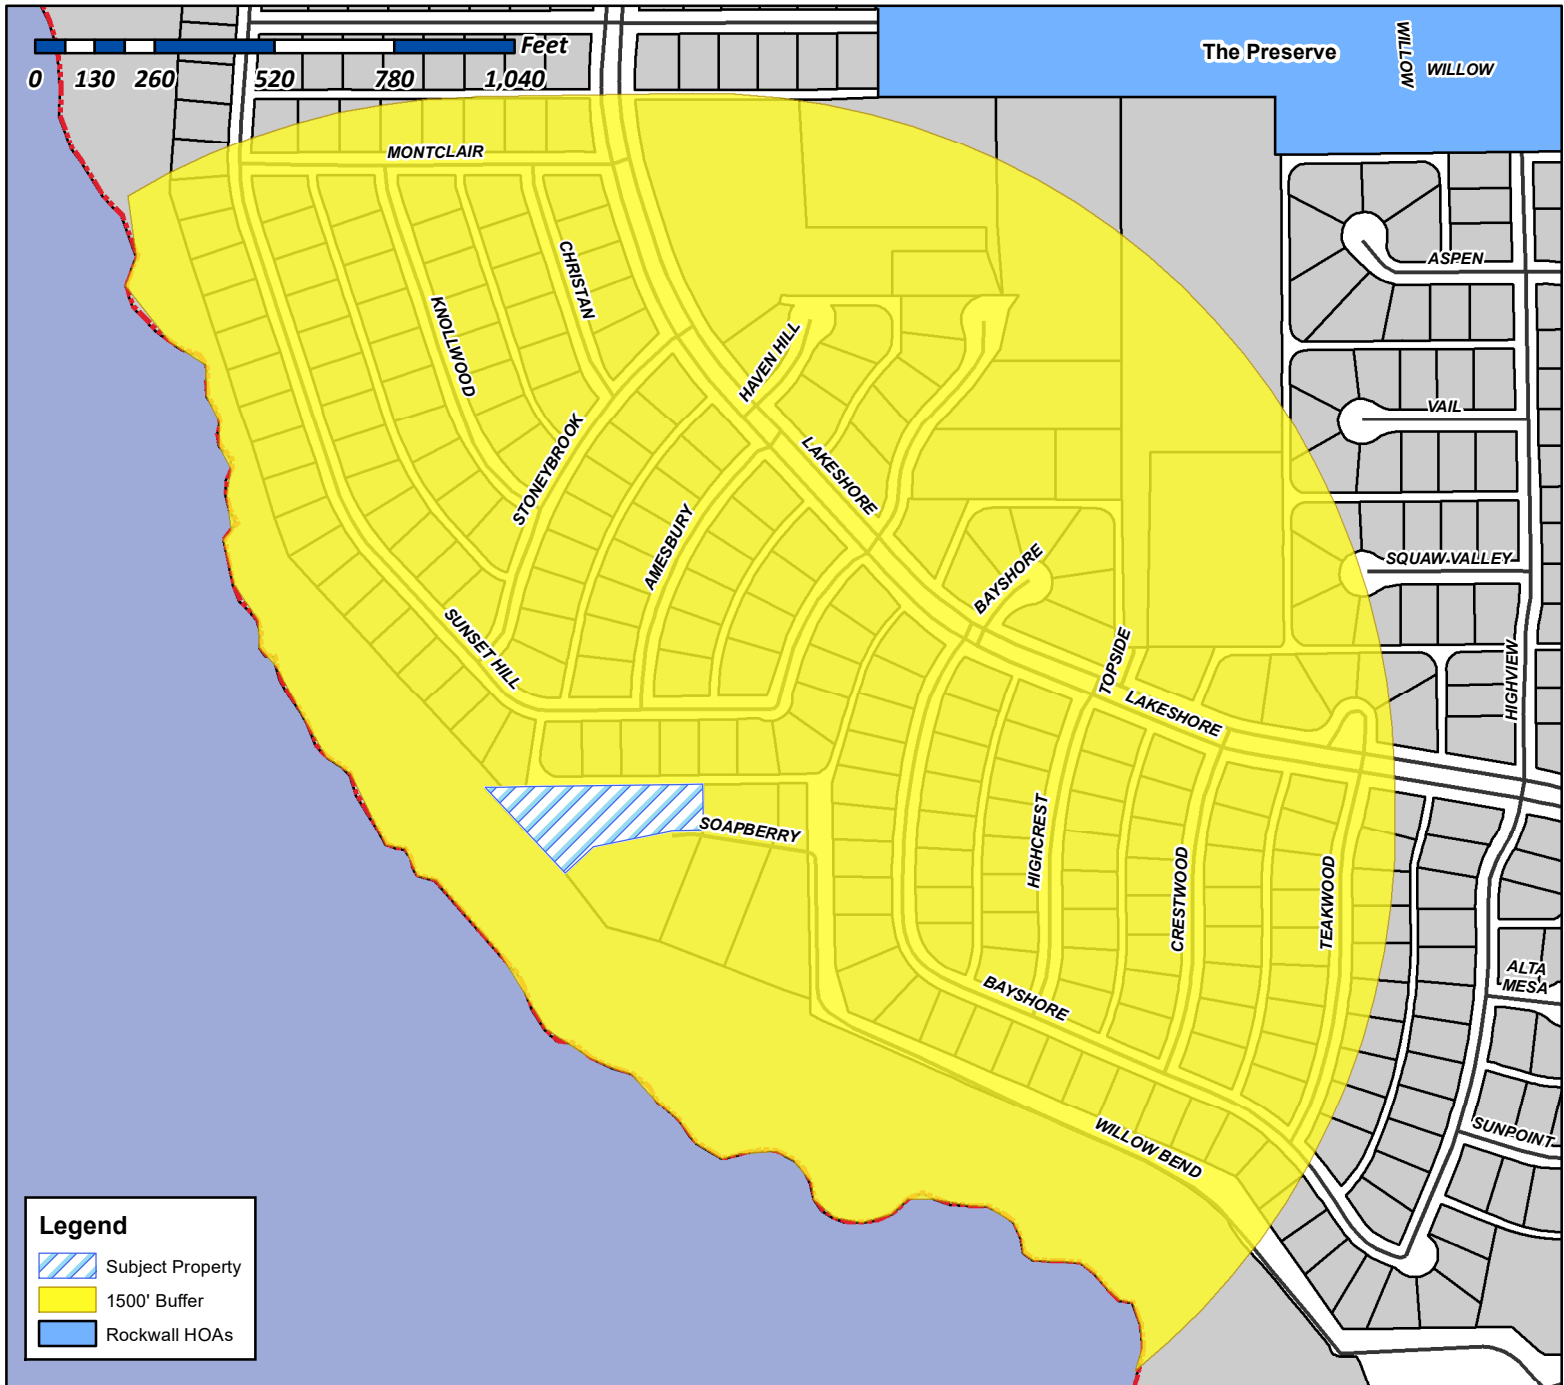 Feet
0 130 260 520 780 1,040
The Preserve
WILLOW
WILLOW
MONTCLAIR
CHRISTAN
KNOLLWOOD
HAVEN HILL
ASPEN
VAIL
STONEYBROOK
LAKESHORE
AMESBURY
BAYSHORE
SQUAW VALLEY
SUNSET HILL
TOPSIDE
HIGHVIEW
LAKESHORE
SOAPBERRY
HIGHCREST
CRESTWOOD
TEAKWOOD
BAYSHORE
ALTA
MESA
WILLOW BEND
SUNPOINT
Legend
Subject Property
1500' Buffer
Rockwall HOAs